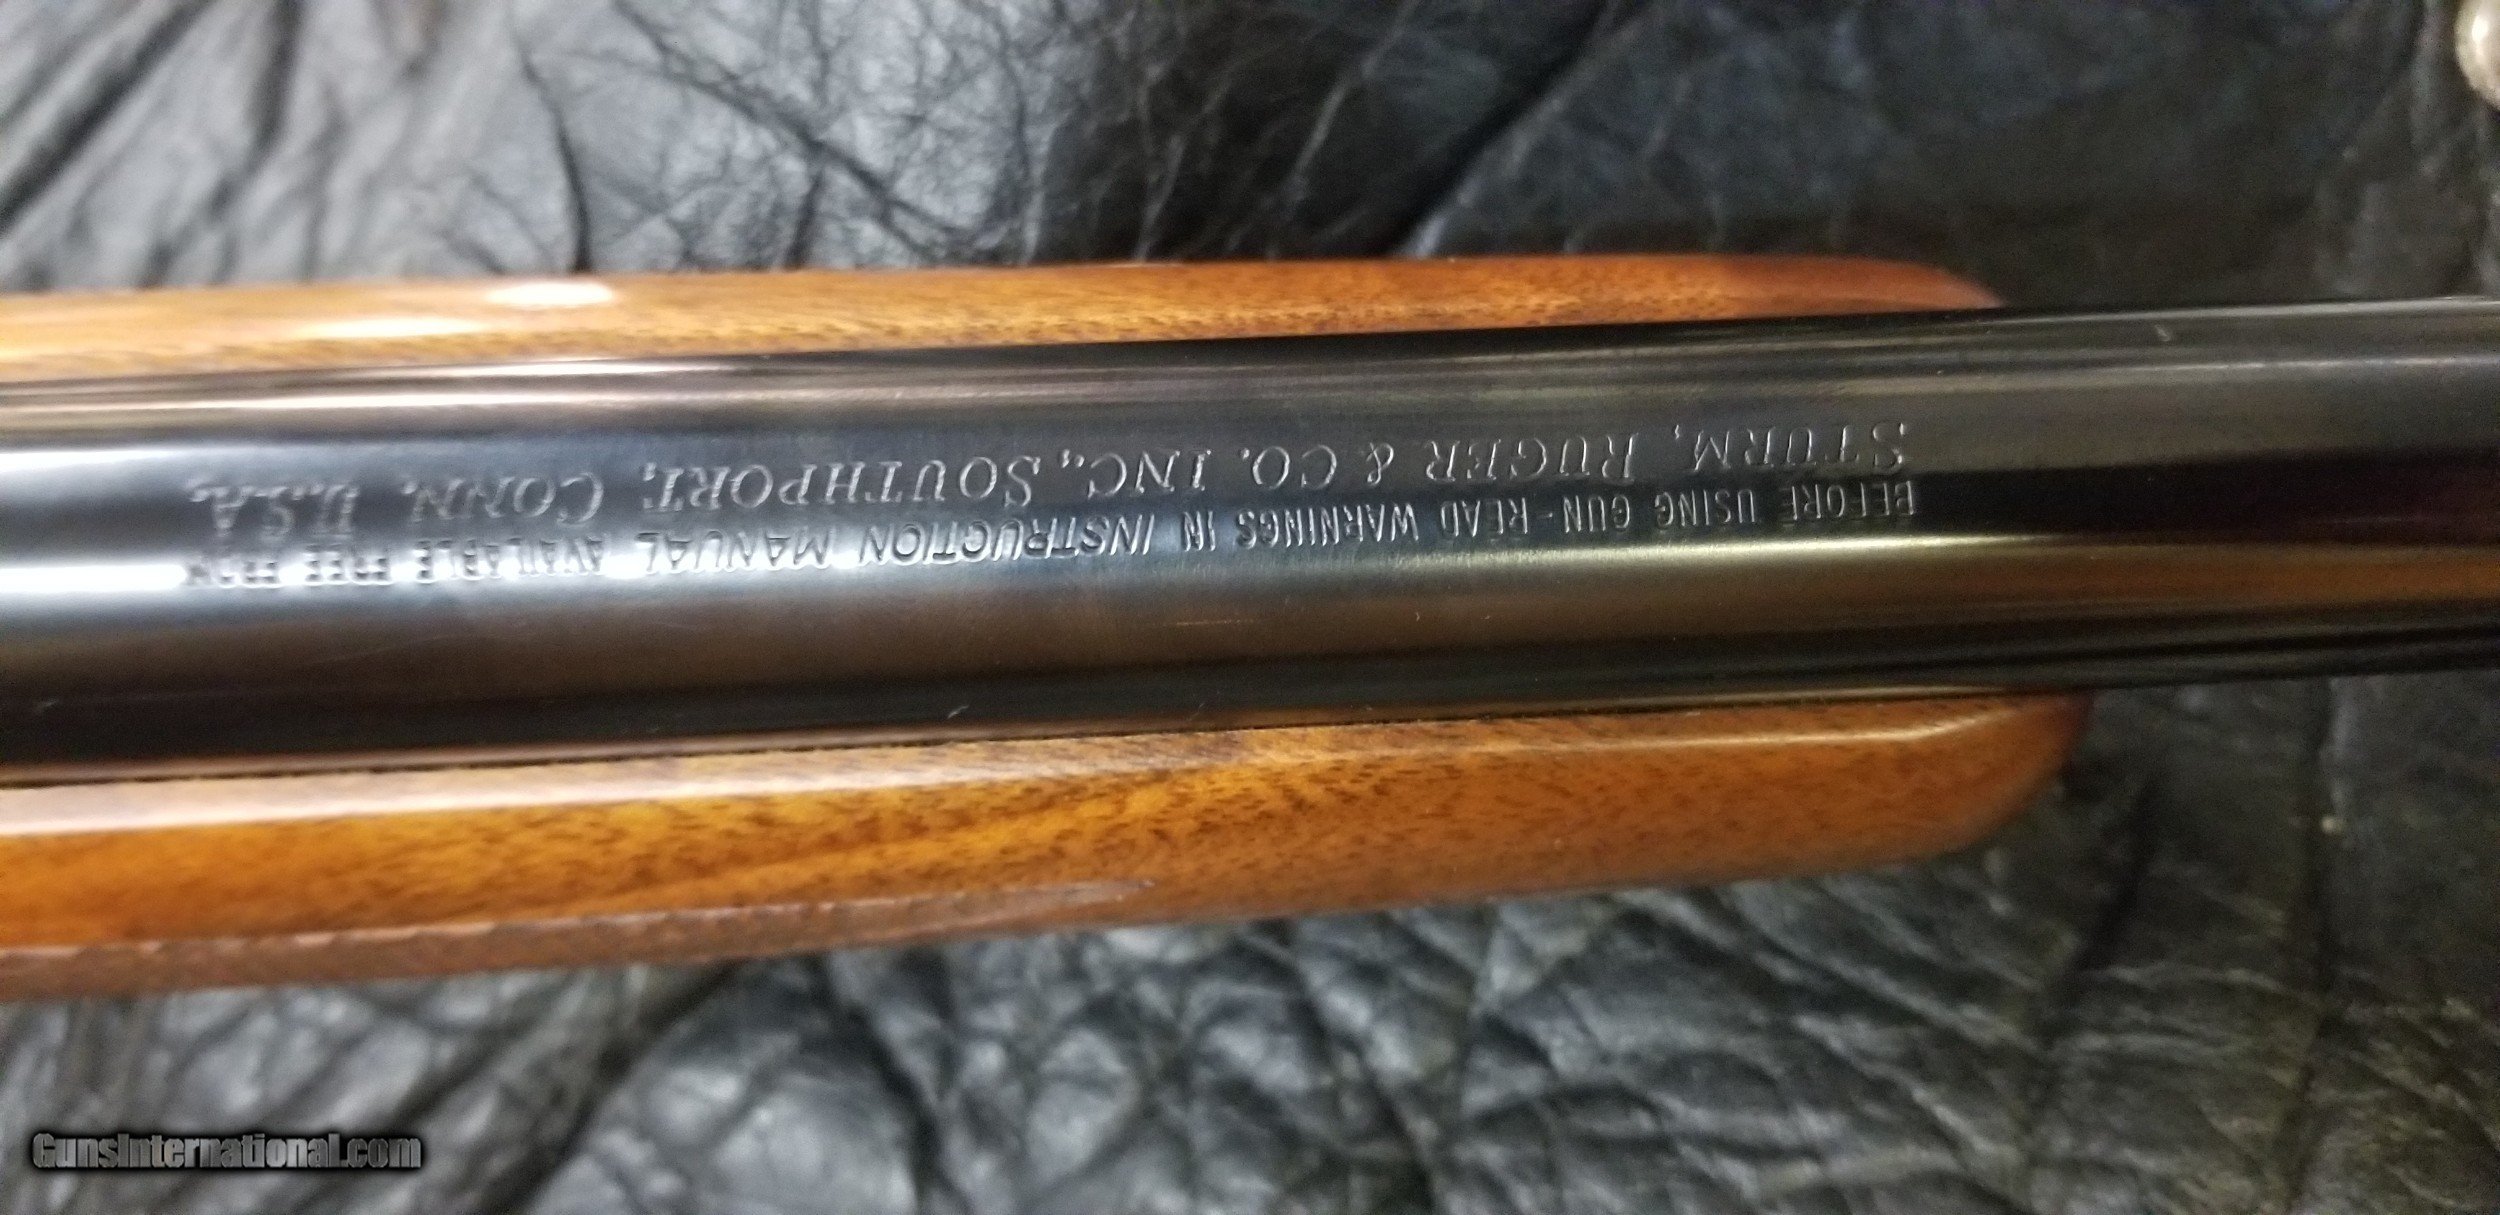 BEFORE USING GUN-READ WARNINGS IN INSTRUCTION MANUAL AVAILABLE FREE FROM
STURM, RUGER & CO. INC., SOUTHPORT, CONN. U.S.A.
GunsInternational.com